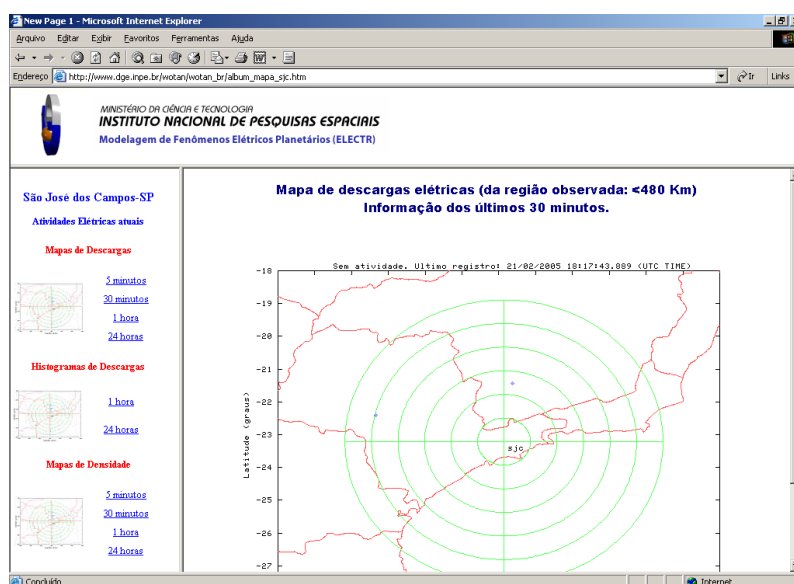 New Page 1 - Microsoft Internet Explorer
Arquivo Editar Exibir Favoritos Ferramentas Ajuda
Endereço http://www.dge.inpe.br/wotan/wotan_br/album_mapa_sjc.htm Ir Links
MINISTÉRIO DA CIÊNCIA E TECNOLOGIA
INSTITUTO NACIONAL DE PESQUISAS ESPACIAIS
Modelagem de Fenômenos Elétricos Planetários (ELECTR)
São José dos Campos-SP
Atividades Elétricas atuais
Mapas de Descargas
5 minutos
30 minutos
1 hora
24 horas
Histogramas de Descargas
1 hora
24 horas
Mapas de Densidade
5 minutos
30 minutos
1 hora
24 horas
Mapa de descargas elétricas (da região observada: <480 Km)
Informação dos últimos 30 minutos.
Sem atividade. Ultimo registro: 21/02/2005 18:17:43.889 (UTC TIME)
-18
-19
-20
-21
-22
-23
-24
-25
-26
-27
Latitude (graus)
sjc
Concluído Internet